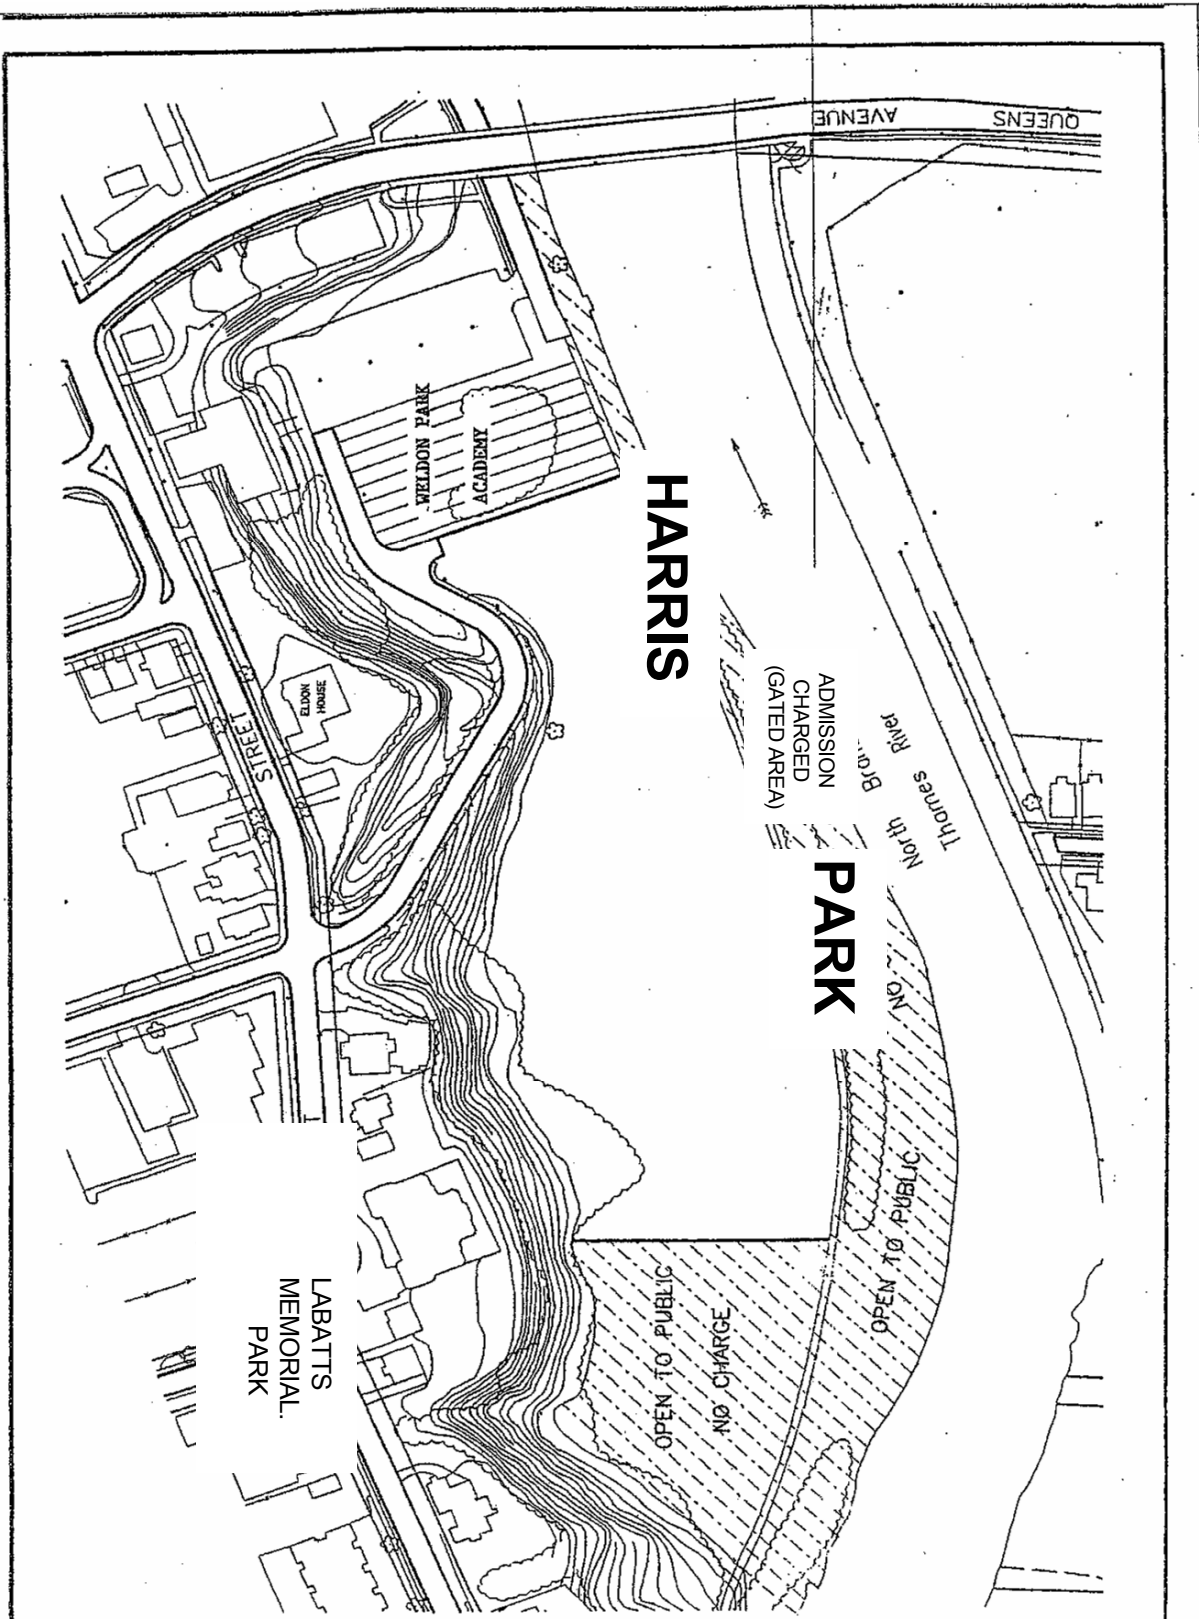 QUEENS
AVENUE
WELDON PARK
ACADEMY
HARRIS
ADMISSION
CHARGED
(GATED AREA)
North
Thames River
PARK
NO
OPEN TO PUBLIC
ELDON
HOUSE
STREET
NO CHARGE
OPEN TO PUBLIC
LABATTS
MEMORIAL.
PARK